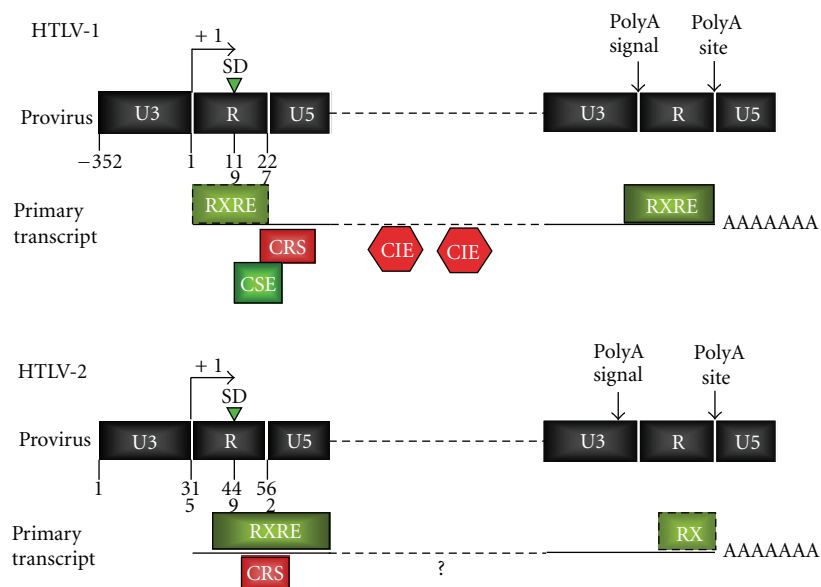 HTLV-1
+ 1
SD
PolyA signal
PolyA site
Provirus
U3
R
U5
U3
R
U5
−352
1
11
9
22
7
Primary transcript
RXRE
CRS
CSE
CIE
CIE
RXRE
AAAAAAA
HTLV-2
+ 1
SD
PolyA signal
PolyA site
Provirus
U3
R
U5
U3
R
U5
1
31
5
44
9
56
2
Primary transcript
RXRE
CRS
?
RX
AAAAAAA